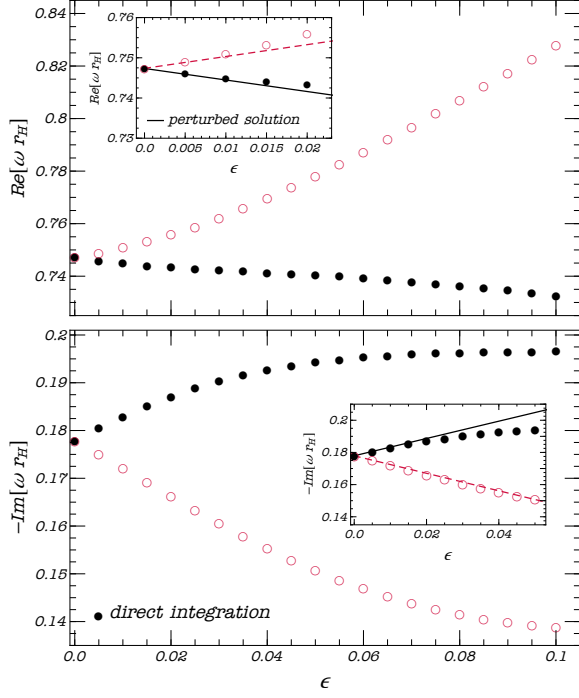 0.76
0.75
0.74
0.73
Re[ω r_H]
0.0 0.005 0.01 0.015 0.02
ϵ
perturbed solution
0.84
0.82
0.8
0.78
0.76
0.74
Re[ω r_H]
0.2
0.19
0.18
0.17
0.16
0.15
0.14
-Im[ω r_H]
0.2
0.18
0.16
0.14
-Im[ω r_H]
0.0 0.02 0.04
ϵ
direct integration
0.0 0.02 0.04 0.06 0.08 0.1
ϵ